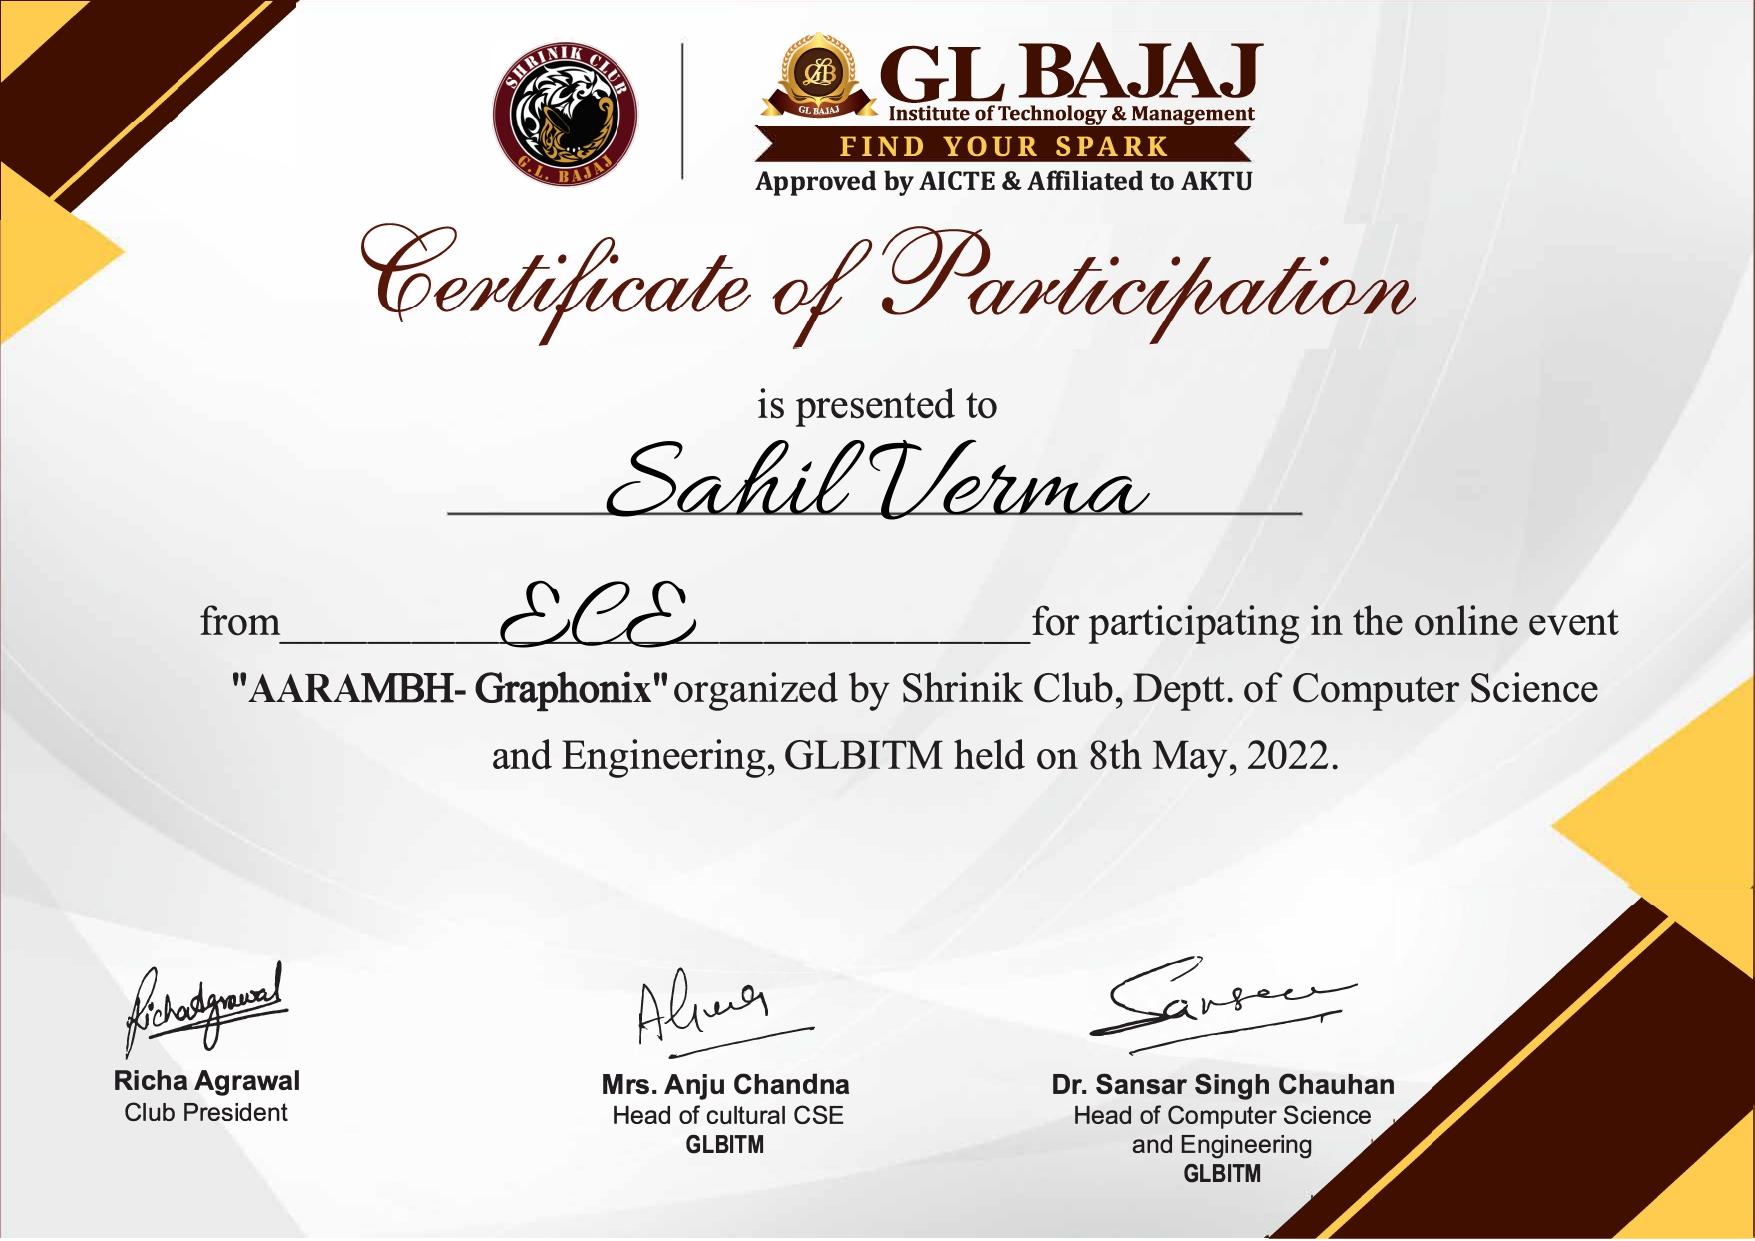 SHRINIK CLUB
G.L. BAJAJ
GLB
GL BAJAJ
GL BAJAJ
Institute of Technology & Management
FIND YOUR SPARK
Approved by AICTE & Affiliated to AKTU
Certificate of Participation
is presented to
Sahil Verma
from ECE for participating in the online event
"AARAMBH- Graphonix" organized by Shrinik Club, Deptt. of Computer Science
and Engineering, GLBITM held on 8th May, 2022.
Richa Agrawal
Richa Agrawal
Club President
Mrs. Anju Chandna
Head of cultural CSE
GLBITM
Sansar
Dr. Sansar Singh Chauhan
Head of Computer Science
and Engineering
GLBITM